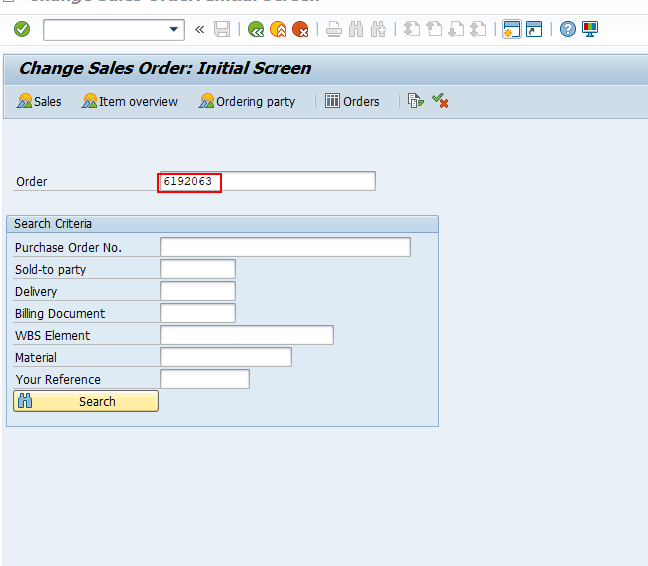 Change Sales Order: Initial Screen
Sales Item overview Ordering party Orders
Order 6192063
Search Criteria
Purchase Order No.
Sold-to party
Delivery
Billing Document
WBS Element
Material
Your Reference
Search